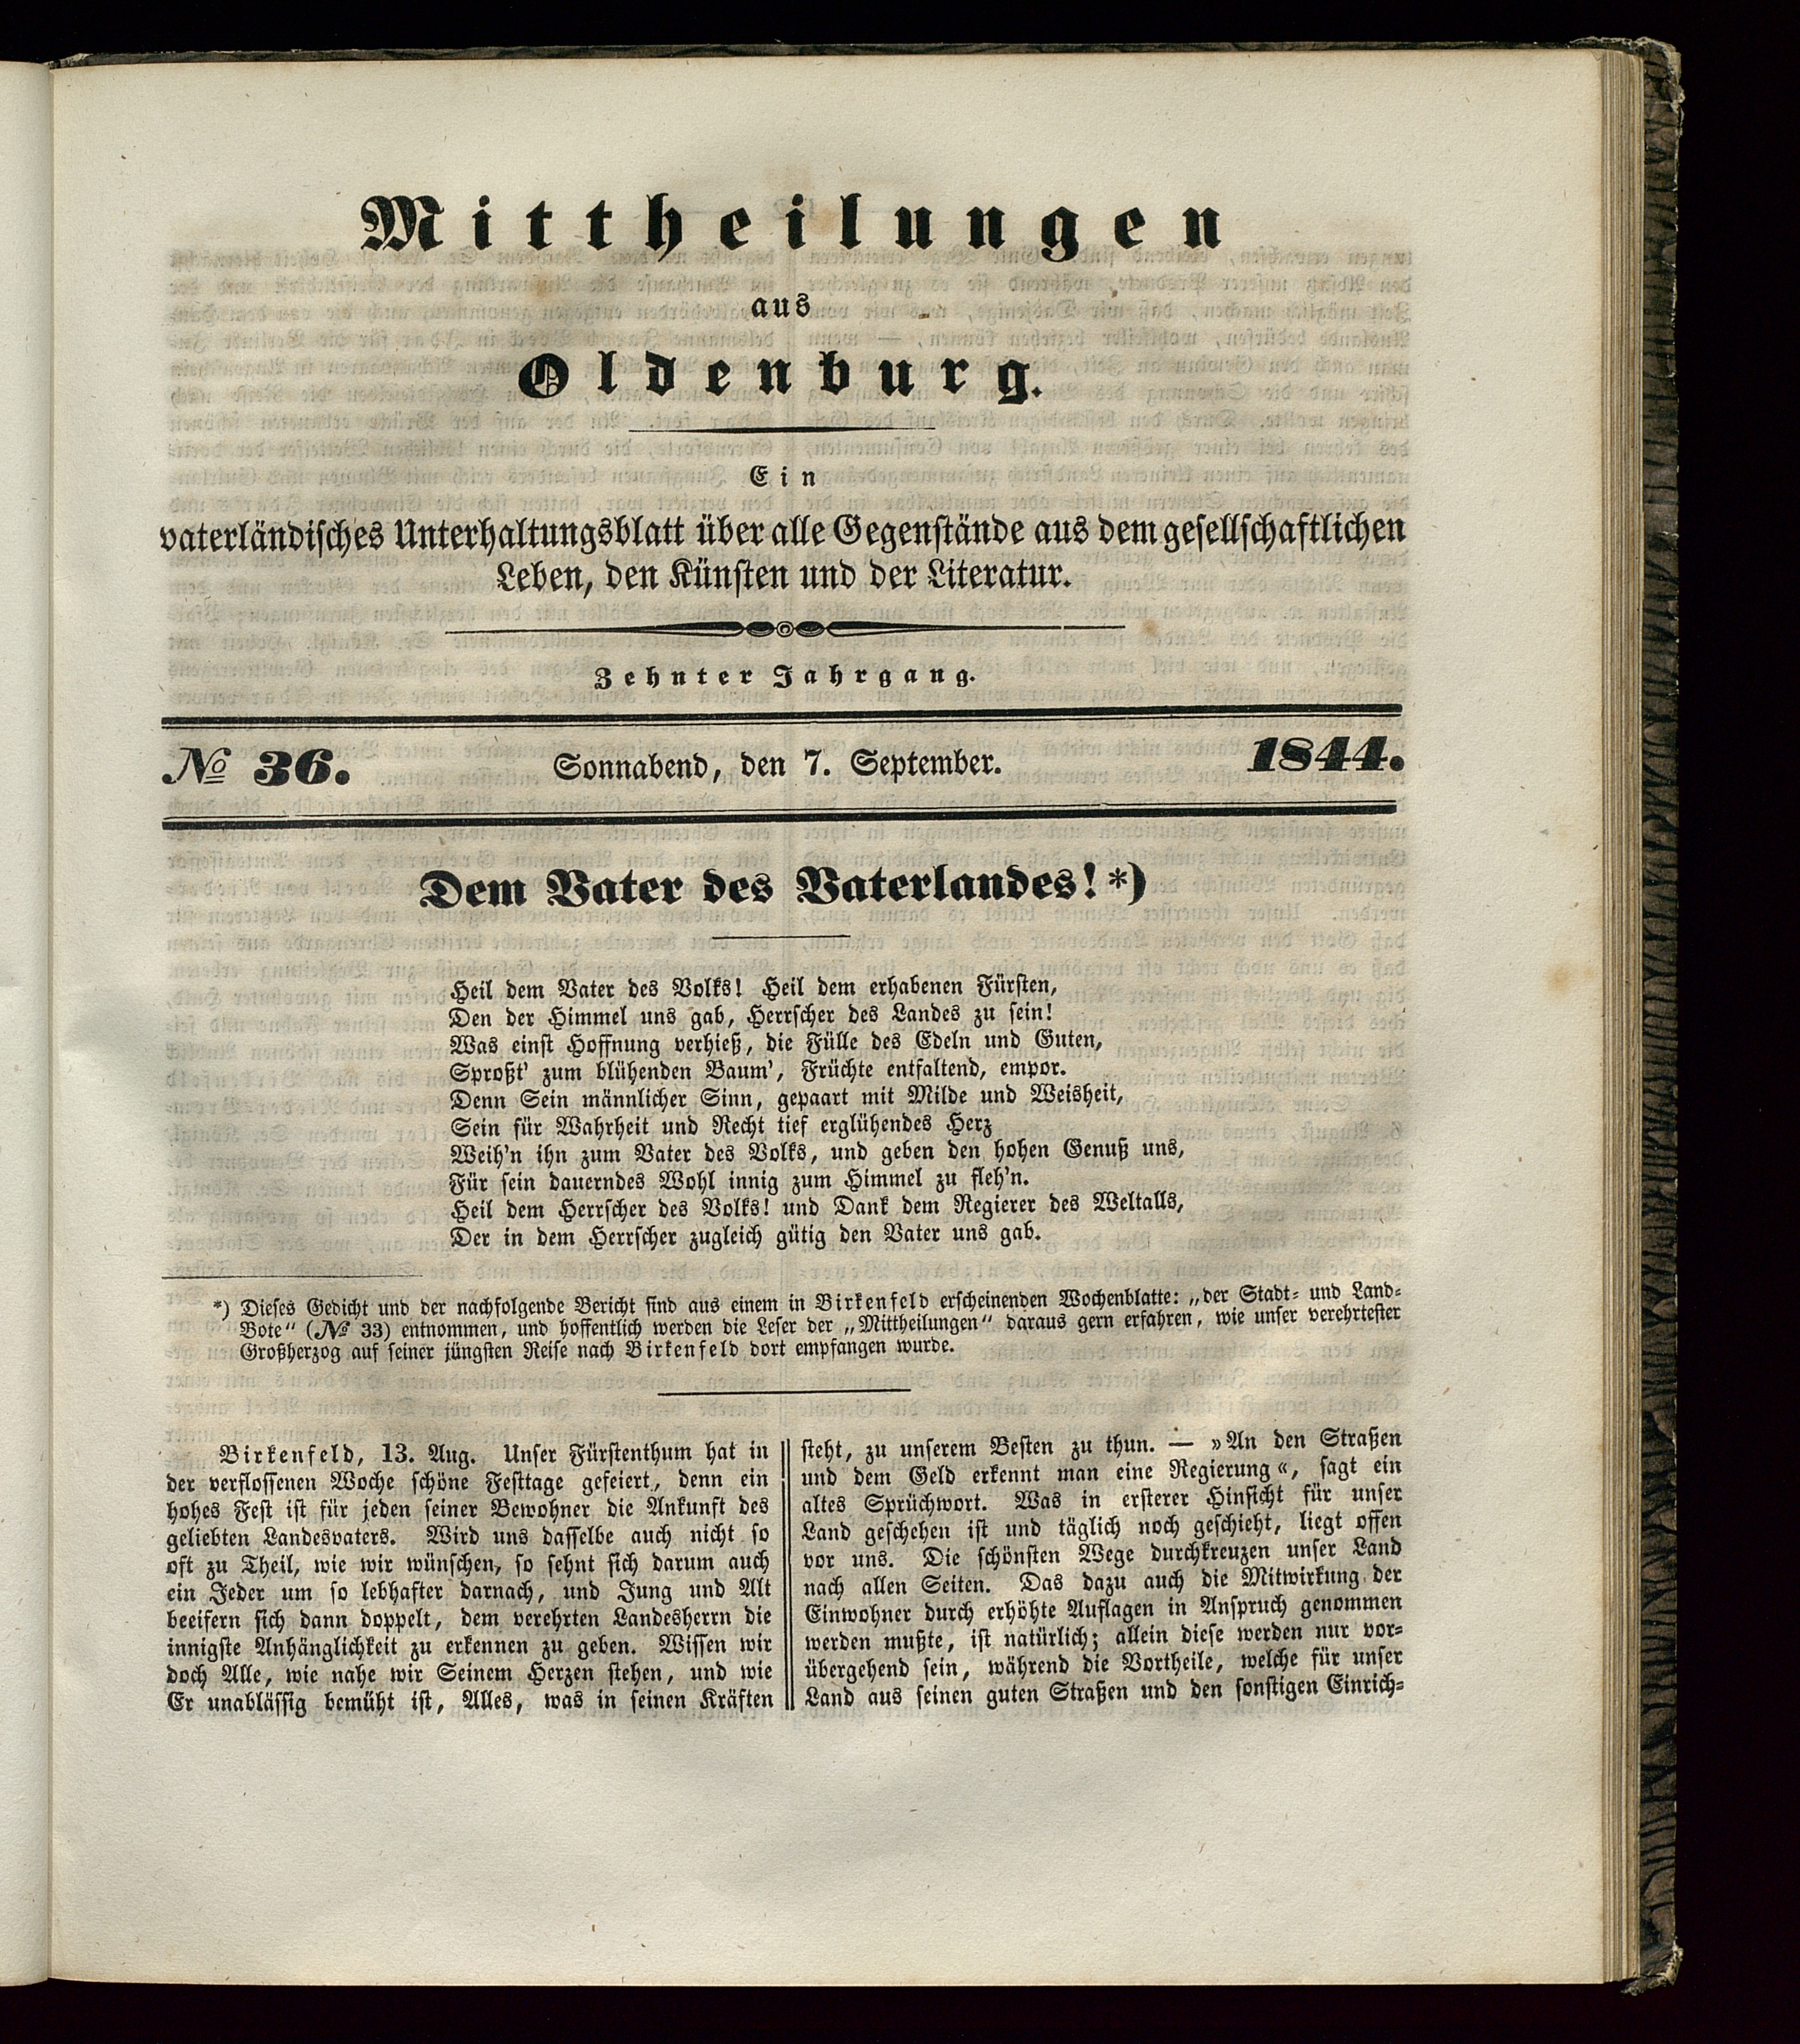 Mittheilungen
aus
Oldenburg.
Ein
vaterländisches Unterhaltungsblatt über alle Gegenstände aus dem gesellschaftlichen
Leben, den Künsten und der Literatur.
Zehnter Jahrgang.
№ 36. Sonnabend, den 7. September. 1844.
Dem Vater des Vaterlandes!*)
Heil dem Vater des Volks! Heil dem erhabenen Fürsten,
Den der Himmel uns gab, Herrscher des Landes zu sein!
Was einst Hoffnung verhieß, die Fülle des Edeln und Guten,
Sproßt' zum blühenden Baum', Früchte entfaltend, empor.
Denn Sein männlicher Sinn, gepaart mit Milde und Weisheit,
Sein für Wahrheit und Recht tief erglühendes Herz
Weih'n ihn zum Vater des Volks, und geben den hohen Genuß uns,
Für sein dauerndes Wohl innig zum Himmel zu fleh'n.
Heil dem Herrscher des Volks! und Dank dem Regierer des Weltalls,
Der in dem Herrscher zugleich gütig den Vater uns gab.
*) Dieses Gedicht und der nachfolgende Bericht sind aus einem in Birkenfeld erscheinenden Wochenblatte: „der Stadt- und Land-
Bote“ (№ 33) entnommen, und hoffentlich werden die Leser der „Mittheilungen“ daraus gern erfahren, wie unser verehrtester
Großherzog auf seiner jüngsten Reise nach Birkenfeld dort empfangen wurde.
Birkenfeld, 13. Aug. Unser Fürstenthum hat in
der verflossenen Woche schöne Festtage gefeiert, denn ein
hohes Fest ist für jeden seiner Bewohner die Ankunft des
geliebten Landesvaters. Wird uns dasselbe auch nicht so
oft zu Theil, wie wir wünschen, so sehnt sich darum auch
ein Jeder um so lebhafter darnach, und Jung und Alt
beeifern sich dann doppelt, dem verehrten Landesherrn die
innigste Anhänglichkeit zu erkennen zu geben. Wissen wir
doch Alle, wie nahe wir Seinem Herzen stehen, und wie
Er unablässig bemüht ist, Alles, was in seinen Kräften
steht, zu unserem Besten zu thun. — »An den Straßen
und dem Geld erkennt man eine Regierung«, sagt ein
altes Sprüchwort. Was in ersterer Hinsicht für unser
Land geschehen ist und täglich noch geschieht, liegt offen
vor uns. Die schönsten Wege durchkreuzen unser Land
nach allen Seiten. Das dazu auch die Mitwirkung der
Einwohner durch erhöhte Auflagen in Anspruch genommen
werden mußte, ist natürlich; allein diese werden nur vor-
übergehend sein, während die Vortheile, welche für unser
Land aus seinen guten Straßen und den sonstigen Einrich-